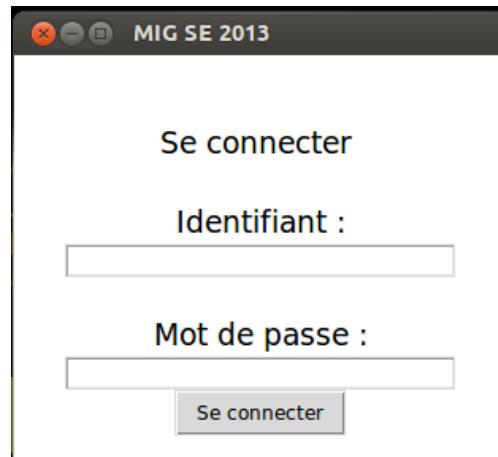 MIG SE 2013
Se connecter
Identifiant :
Mot de passe :
Se connecter